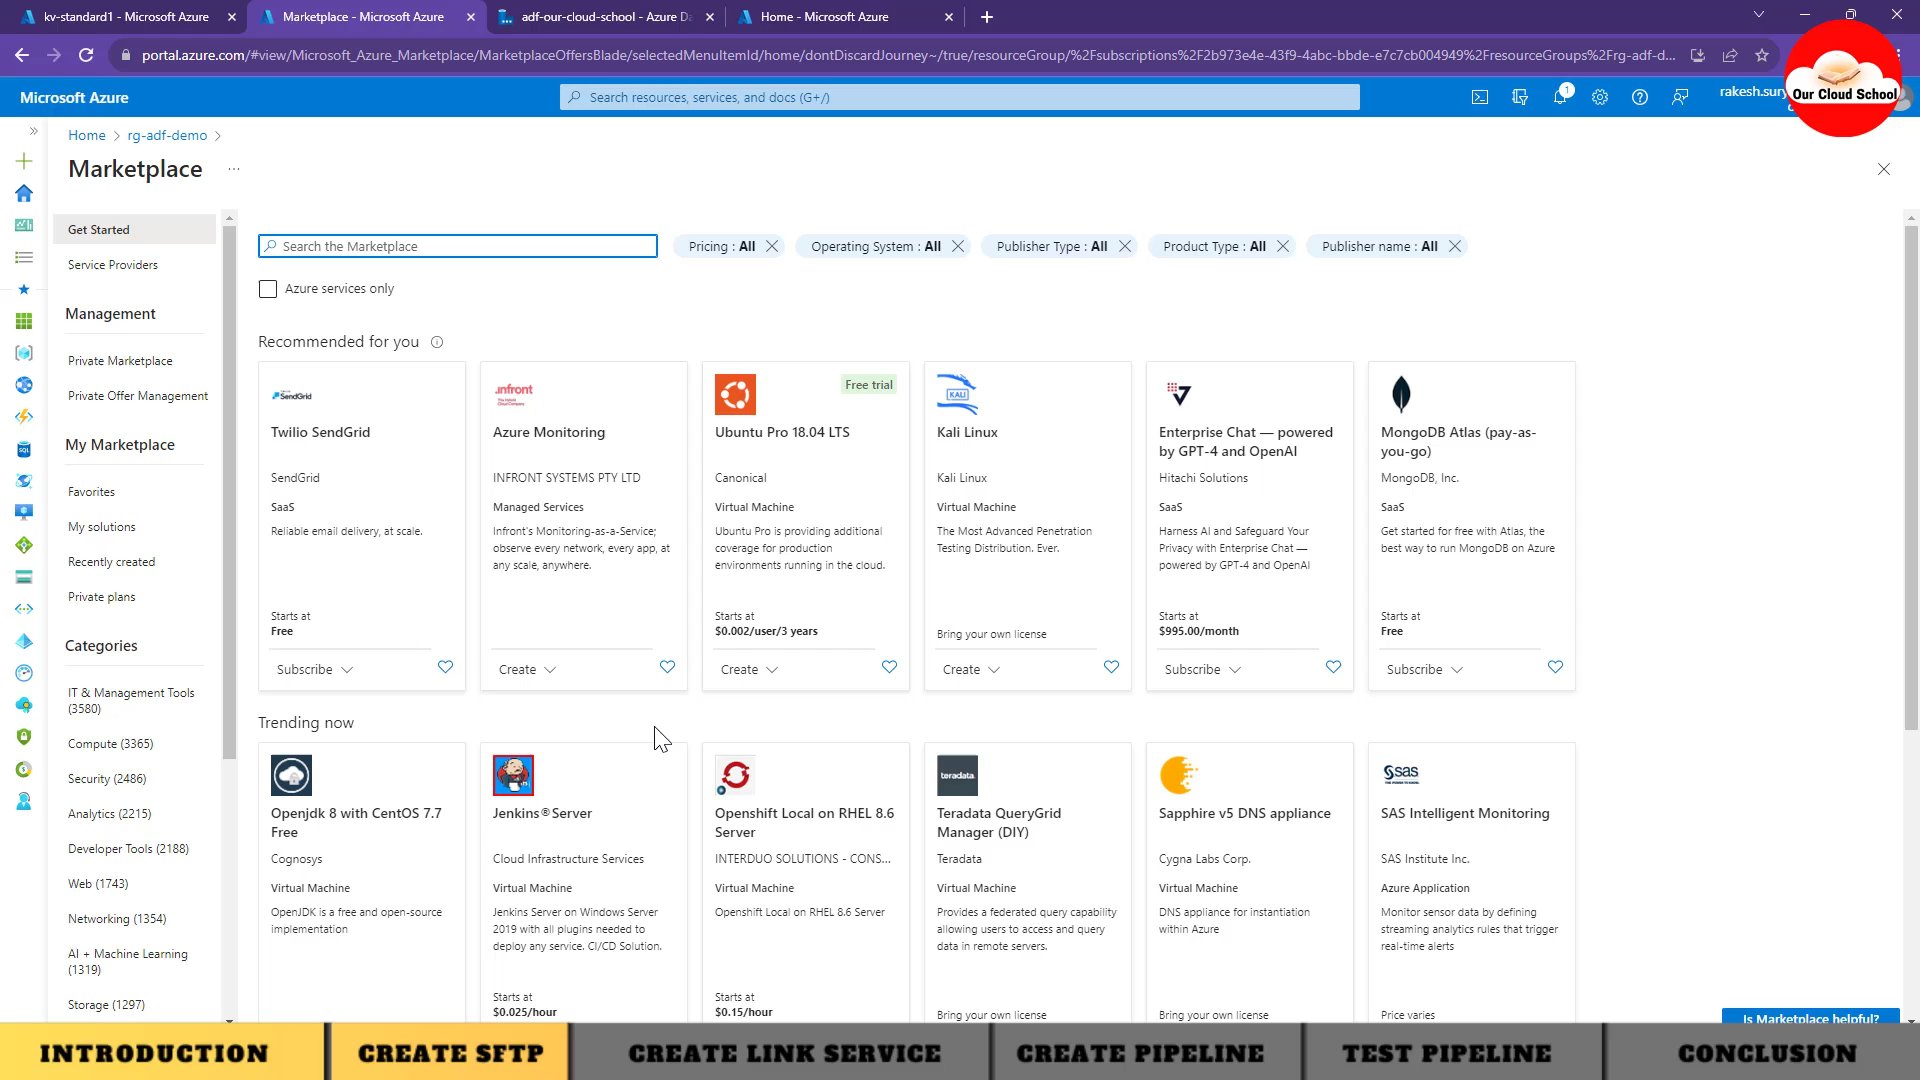 kv-standard1 - Microsoft Azure
Marketplace - Microsoft Azure
adf-our-cloud-school - Azure Da
Home - Microsoft Azure
portal.azure.com/#view/Microsoft_Azure_Marketplace/MarketplaceOffersBlade/selectedMenuItemId/home/dontDiscardJourney~/true/resourceGroup/%2Fsubscriptions%2F2b973e4e-43f9-4abc-bbde-e7c7cb004949%2FresourceGroups%2Frg-adf-d...
Microsoft Azure
Search resources, services, and docs (G+/)
1
rakesh.sury
Our Cloud School
Home > rg-adf-demo >
Marketplace ...
Get Started
Service Providers
Management
Private Marketplace
Private Offer Management
My Marketplace
Favorites
My solutions
Recently created
Private plans
Categories
IT & Management Tools
(3580)
Compute (3365)
Security (2486)
Analytics (2215)
Developer Tools (2188)
Web (1743)
Networking (1354)
AI + Machine Learning
(1319)
Storage (1297)
Search the Marketplace
Pricing : All
Operating System : All
Publisher Type : All
Product Type : All
Publisher name : All
Azure services only
Recommended for you
SendGrid
Twilio SendGrid
SendGrid
SaaS
Reliable email delivery, at scale.
Starts at
Free
Subscribe
.infront
Azure Monitoring
INFRONT SYSTEMS PTY LTD
Managed Services
Infront's Monitoring-as-a-Service;
observe every network, every app, at
any scale, anywhere.
Create
Free trial
Ubuntu Pro 18.04 LTS
Canonical
Virtual Machine
Ubuntu Pro is providing additional
coverage for production
environments running in the cloud.
Starts at
$0.002/user/3 years
Create
KALI
Kali Linux
Kali Linux
Virtual Machine
The Most Advanced Penetration
Testing Distribution. Ever.
Bring your own license
Create
Enterprise Chat — powered
by GPT-4 and OpenAI
Hitachi Solutions
SaaS
Harness AI and Safeguard Your
Privacy with Enterprise Chat —
powered by GPT-4 and OpenAI
Starts at
$995.00/month
Subscribe
MongoDB Atlas (pay-as-
you-go)
MongoDB, Inc.
SaaS
Get started for free with Atlas, the
best way to run MongoDB on Azure
Starts at
Free
Subscribe
Trending now
Openjdk 8 with CentOS 7.7
Free
Cognosys
Virtual Machine
OpenJDK is a free and open-source
implementation
Jenkins®Server
Cloud Infrastructure Services
Virtual Machine
Jenkins Server on Windows Server
2019 with all plugins needed to
deploy any service. CI/CD Solution.
Starts at
$0.025/hour
Openshift Local on RHEL 8.6
Server
INTERDUO SOLUTIONS - CONS...
Virtual Machine
Openshift Local on RHEL 8.6 Server
Starts at
$0.15/hour
teradata.
Teradata QueryGrid
Manager (DIY)
Teradata
Virtual Machine
Provides a federated query capability
allowing users to access and query
data in remote servers.
Bring your own license
Sapphire v5 DNS appliance
Cygna Labs Corp.
Virtual Machine
DNS appliance for instantiation
within Azure
Bring your own license
sas
SAS Intelligent Monitoring
SAS Institute Inc.
Azure Application
Monitor sensor data by defining
streaming analytics rules that trigger
real-time alerts
Price varies
Is Marketplace helpful?
INTRODUCTION
CREATE SFTP
CREATE LINK SERVICE
CREATE PIPELINE
TEST PIPELINE
CONCLUSION